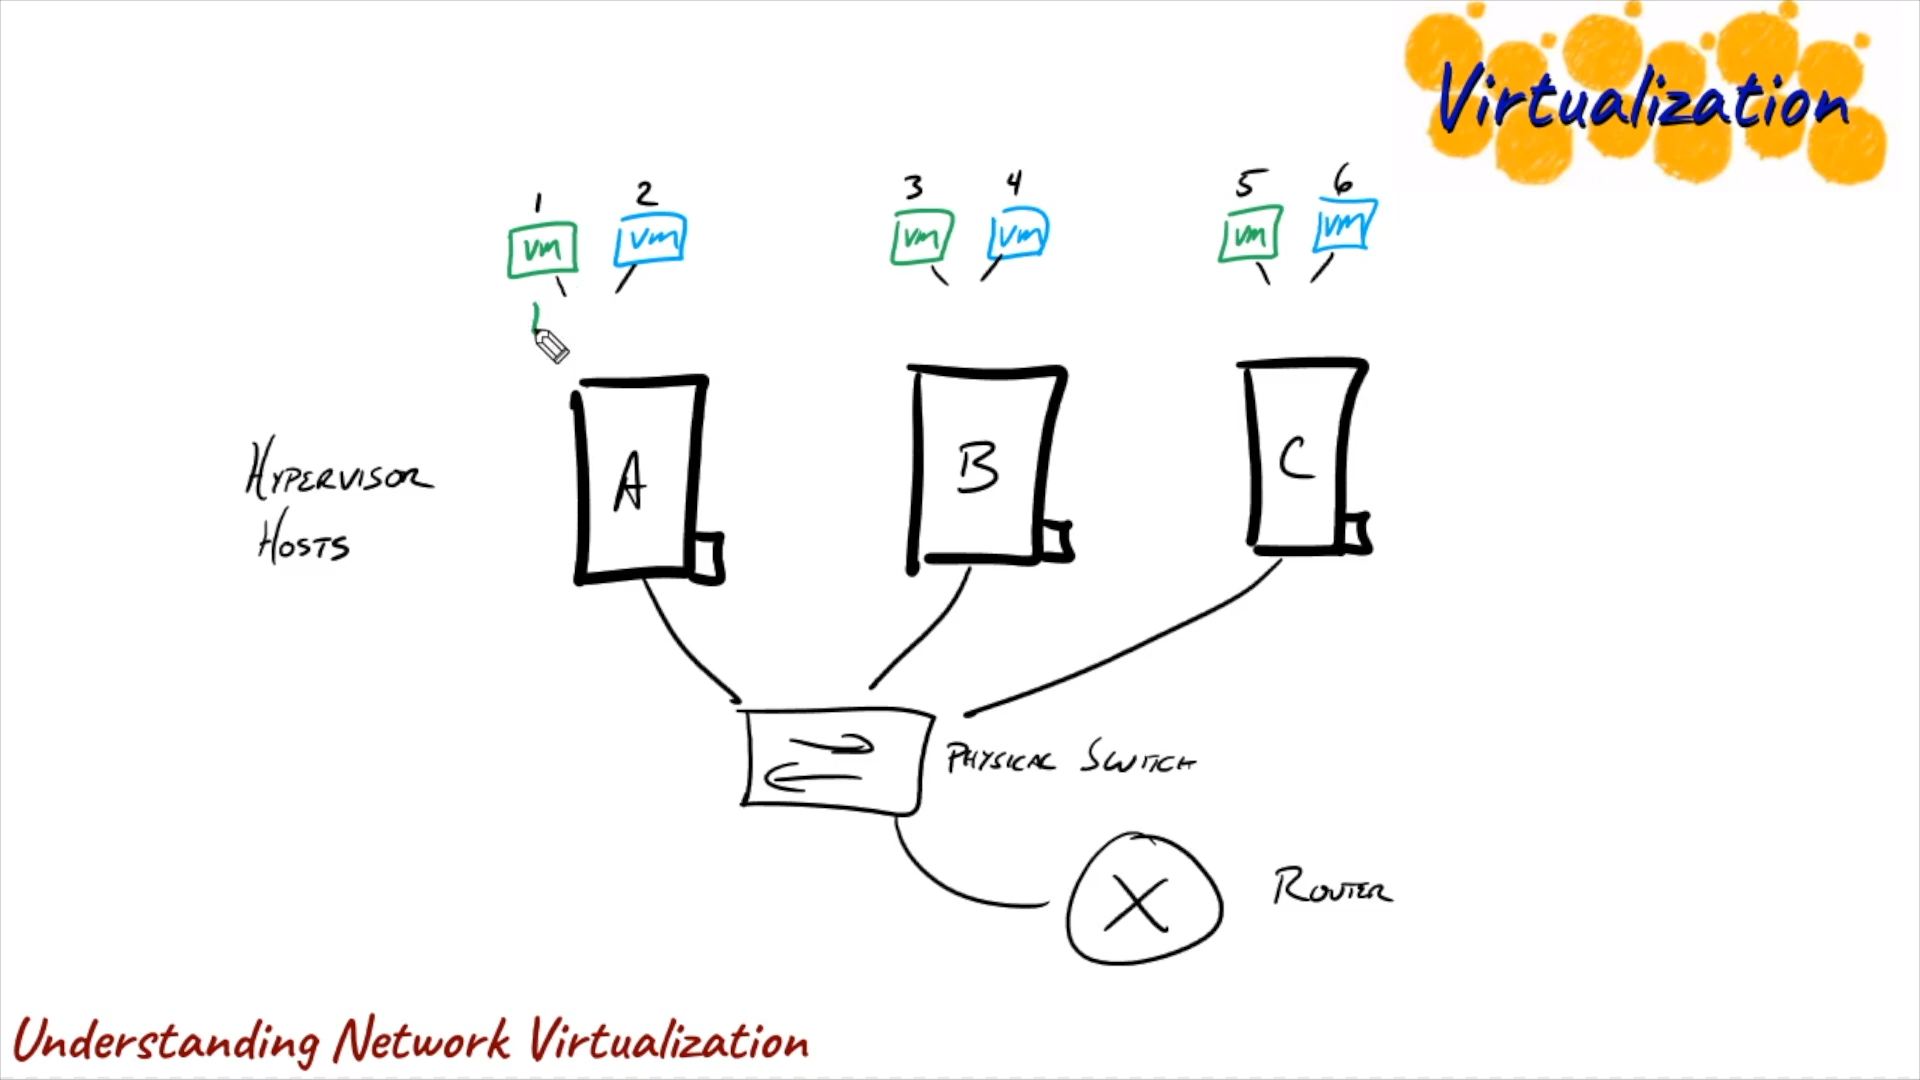 Virtualization
1 2 3 4 5 6
vm vm vm vm vm vm
A B C
HYPERVISOR
HOSTS
PHYSICAL SWITCH
X
ROUTER
Understanding Network Virtualization